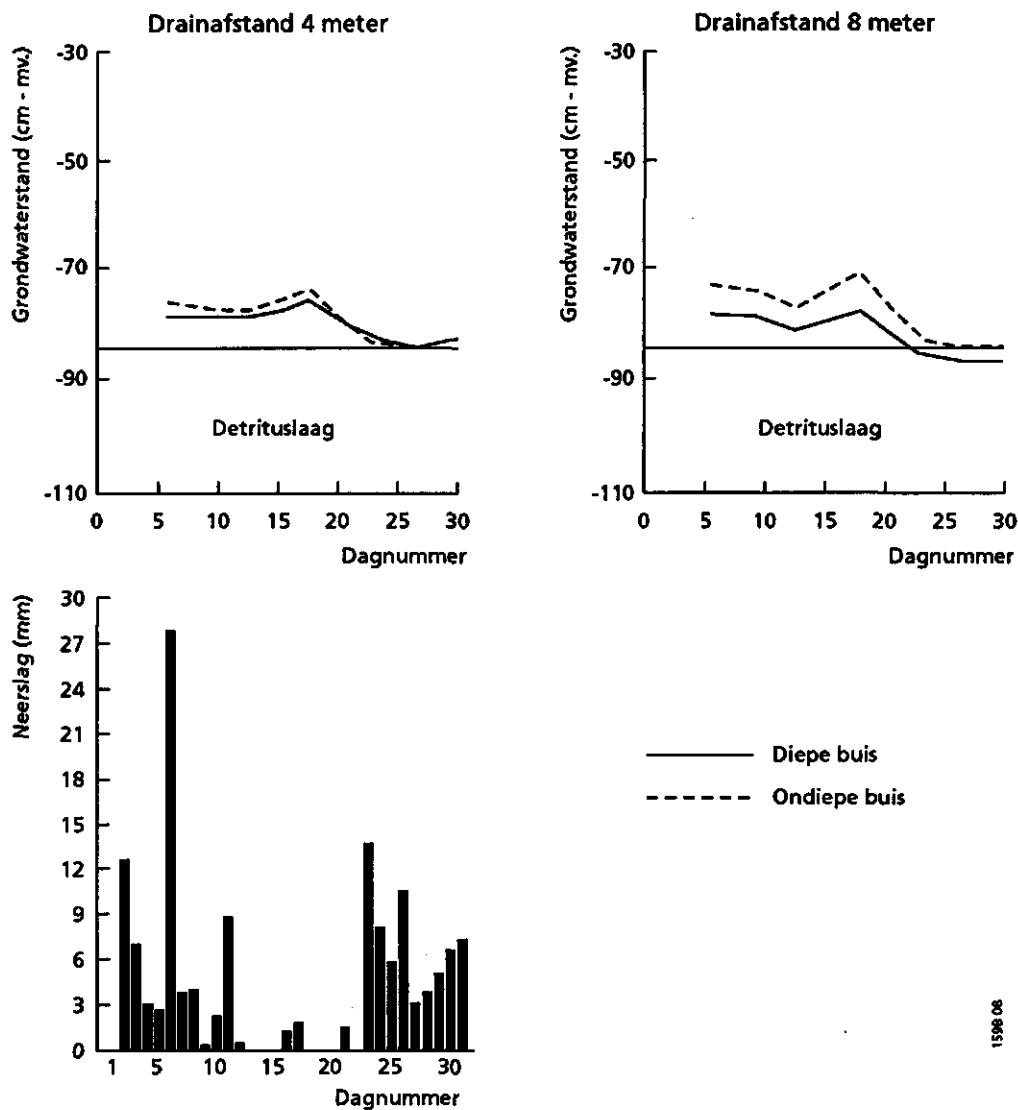 Drainafstand 4 meter
Grondwaterstand (cm - mv.)
-30
-50
-70
-90
-110
Detrituslaag
0 5 10 15 20 25 30
Dagnummer
Drainafstand 8 meter
Grondwaterstand (cm - mv.)
-30
-50
-70
-90
-110
Detrituslaag
0 5 10 15 20 25 30
Dagnummer
Neerslag (mm)
30
27
24
21
18
15
12
9
6
3
0
1 5 10 15 20 25 30
Dagnummer
Diepe buis
Ondiepe buis
1598 08